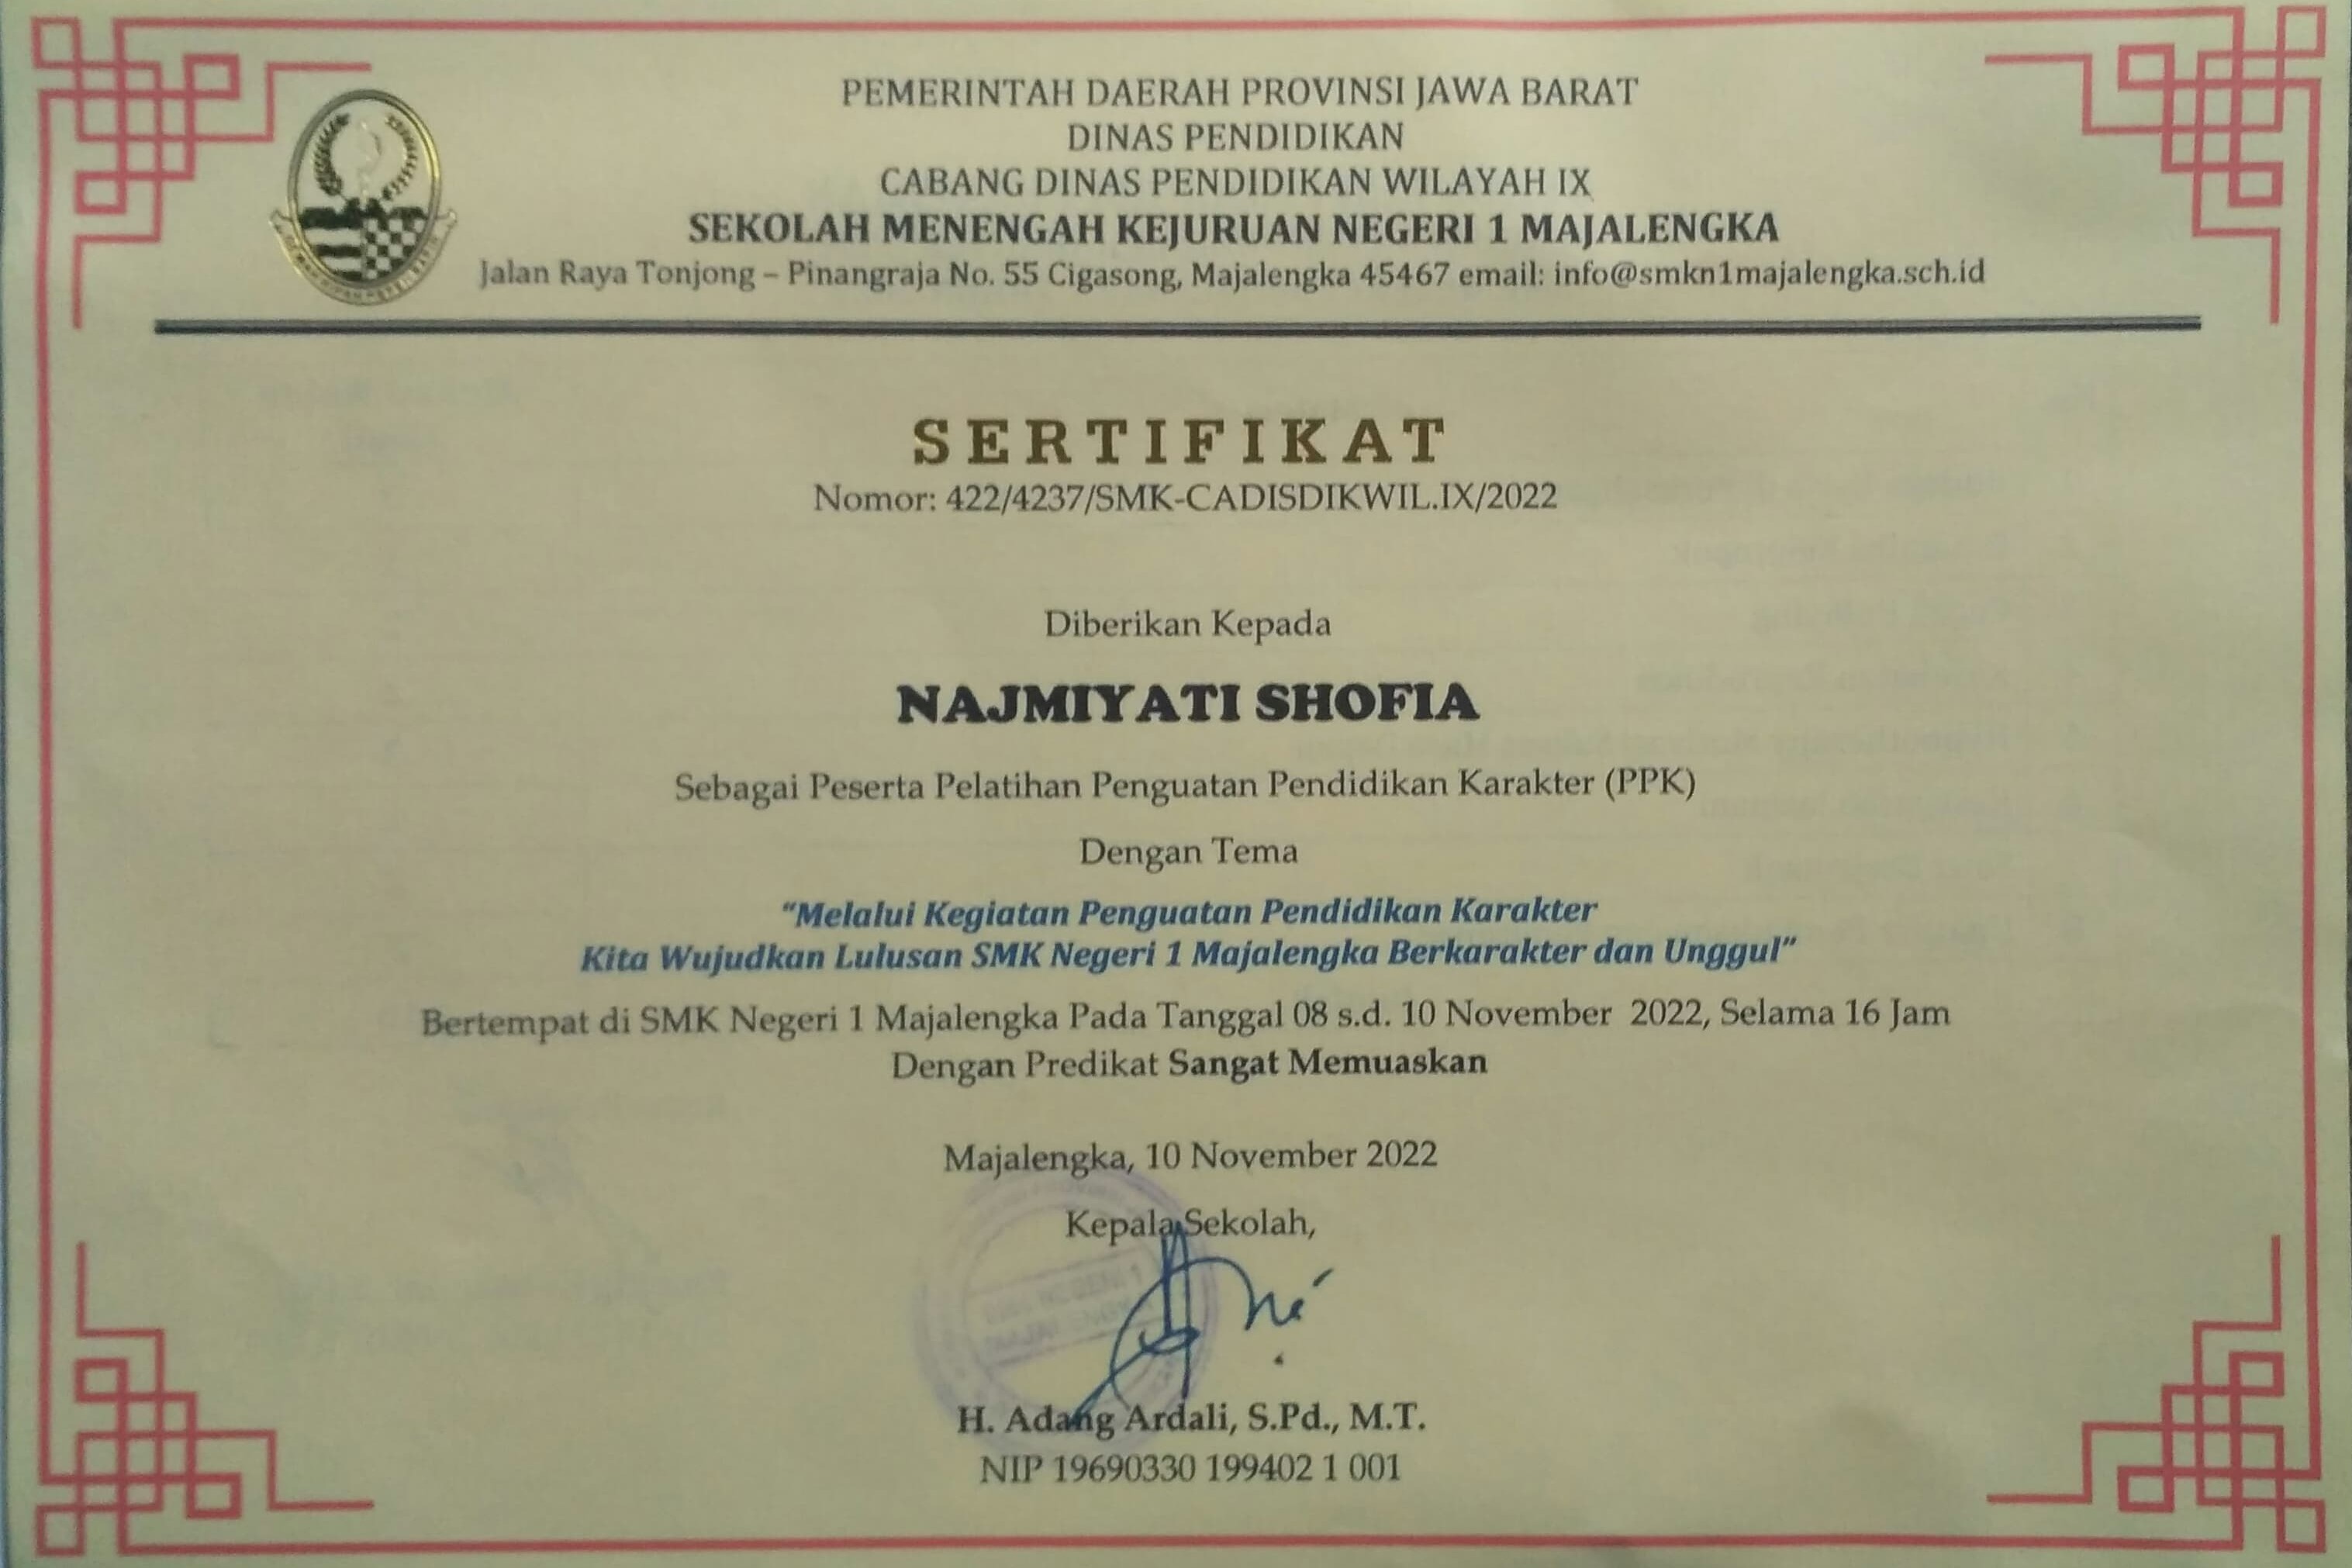 PEMERINTAH DAERAH PROVINSI JAWA BARAT
DINAS PENDIDIKAN
CABANG DINAS PENDIDIKAN WILAYAH IX
SEKOLAH MENENGAH KEJURUAN NEGERI 1 MAJALENGKA
Jalan Raya Tonjong – Pinangraja No. 55 Cigasong, Majalengka 45467 email: info@smkn1majalengka.sch.id
SERTIFIKAT
Nomor: 422/4237/SMK-CADISDIKWIL.IX/2022
Diberikan Kepada
NAJMIYATI SHOFIA
Sebagai Peserta Pelatihan Penguatan Pendidikan Karakter (PPK)
Dengan Tema
“Melalui Kegiatan Penguatan Pendidikan Karakter
Kita Wujudkan Lulusan SMK Negeri 1 Majalengka Berkarakter dan Unggul”
Bertempat di SMK Negeri 1 Majalengka Pada Tanggal 08 s.d. 10 November 2022, Selama 16 Jam
Dengan Predikat Sangat Memuaskan
Majalengka, 10 November 2022
Kepala Sekolah,
SMK NEGERI 1
MAJALENGKA
H. Adang Ardali, S.Pd., M.T.
NIP 19690330 199402 1 001